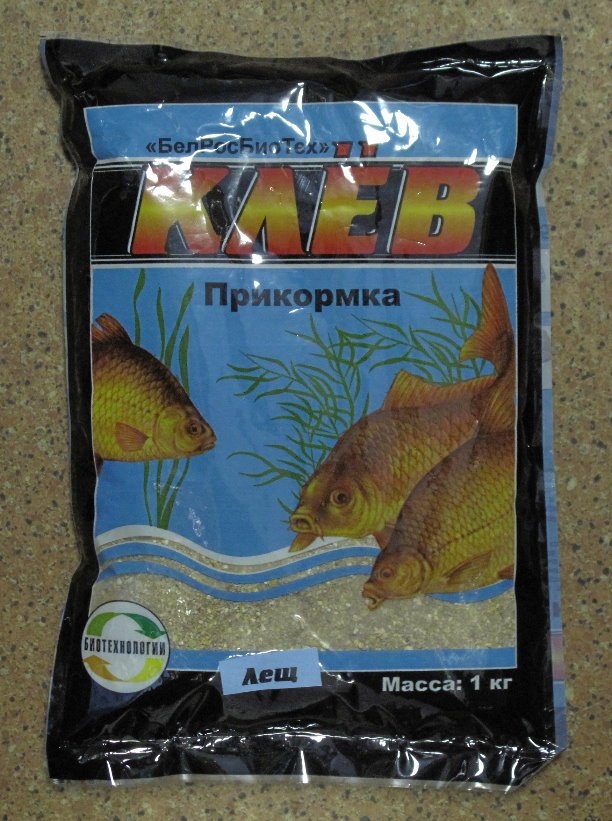 «БелРосБиоТех»
КЛЁВ
Прикормка
БИОТЕХНОЛОГИИ
Лещ
Масса: 1 кг